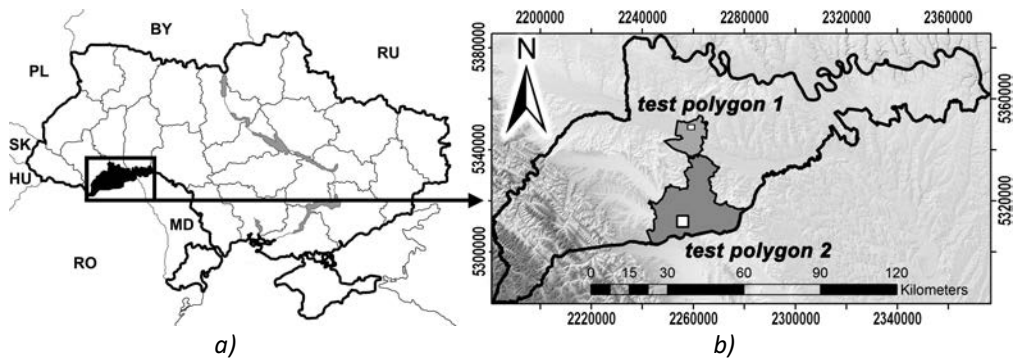 BY
RU
PL
SK
HU
MD
RO
a)
2200000 2240000 2280000 2320000 2360000
5380000
5340000
5300000
N
test polygon 1
test polygon 2
0 15 30 60 90 120
Kilometers
5360000
5320000
2220000 2260000 2300000 2340000
b)